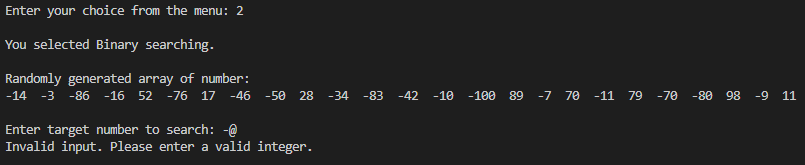 Enter your choice from the menu: 2
You selected Binary searching.
Randomly generated array of number:
-14  -3  -86  -16  52  -76  17  -46  -50  28  -34  -83  -42  -10  -100  89  -7  70  -11  79  -70  -80  98  -9  11
Enter target number to search: -@
Invalid input. Please enter a valid integer.